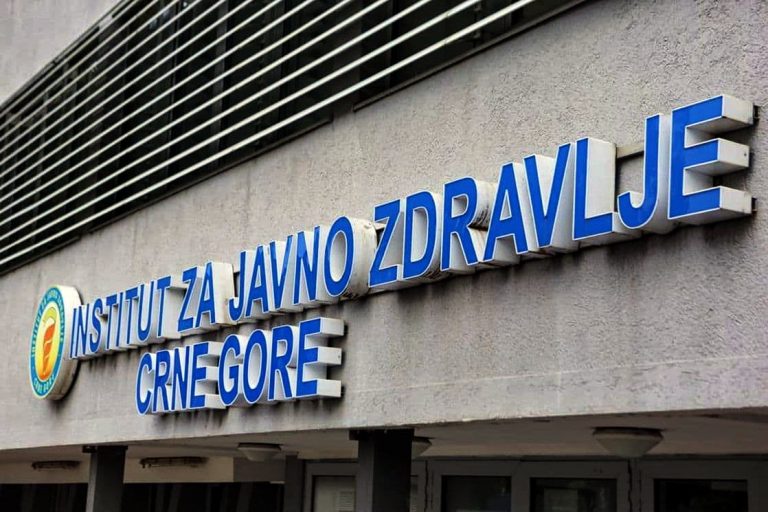 INSTITUT ZA JAVNO ZDRAVLJE
CRNE GORE